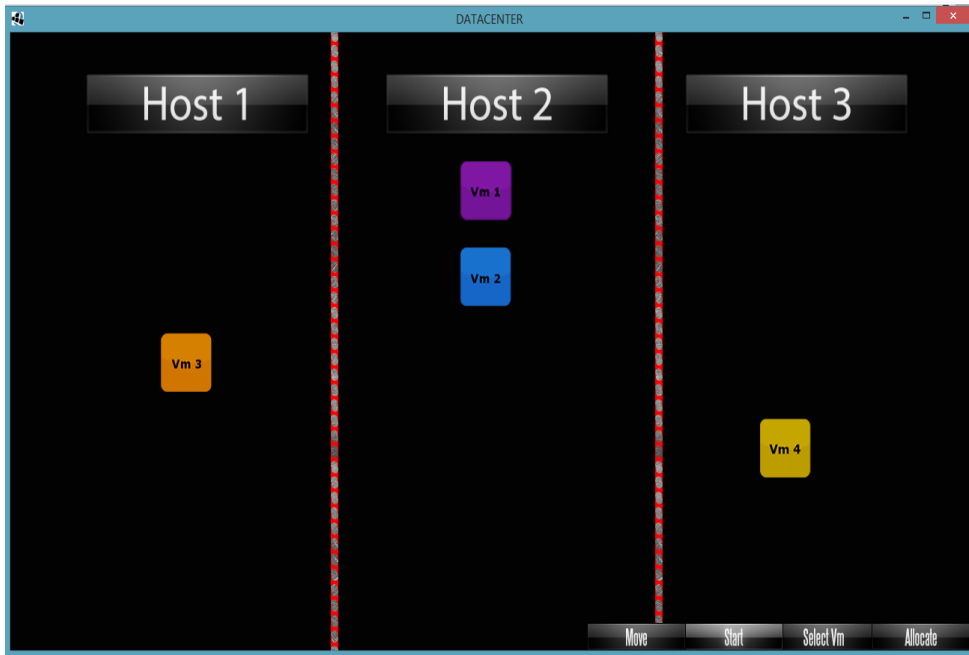 DATACENTER
Host 1
Host 2
Host 3
Vm 1
Vm 2
Vm 3
Vm 4
Move
Start
Select Vm
Allocate